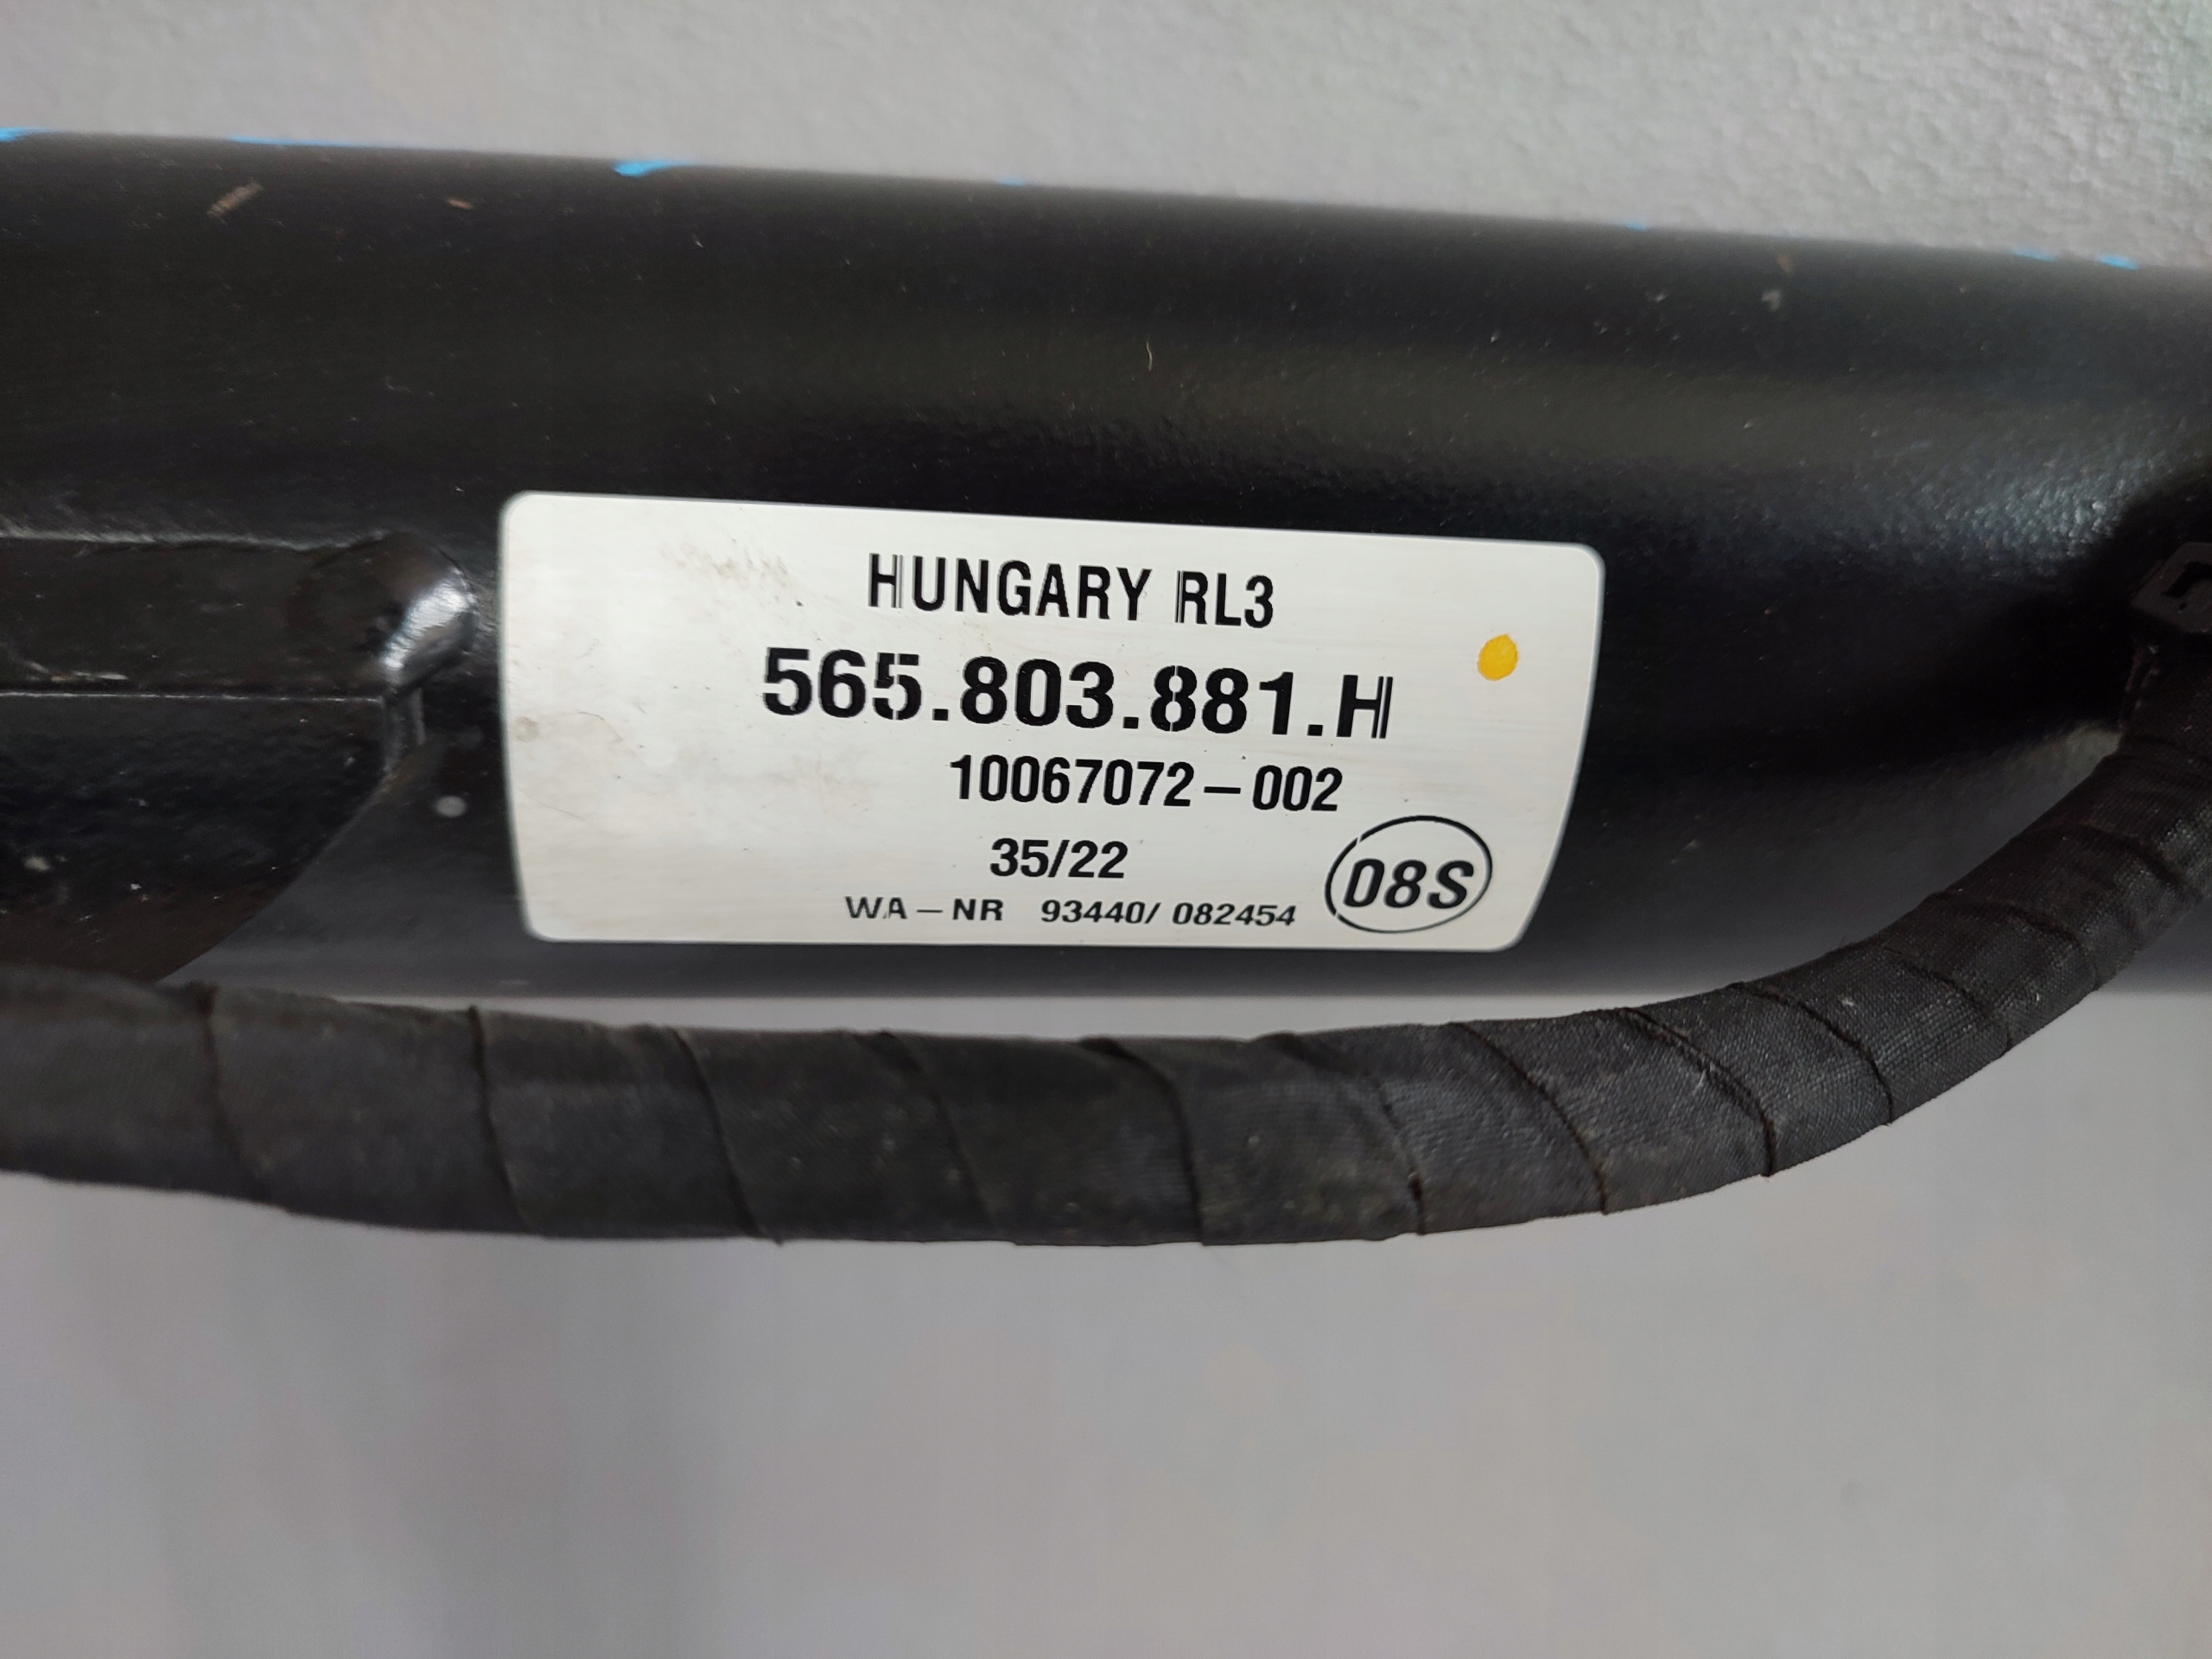 HUNGARY RL3
565.803.881.H
10067072-002
35/22
08S
WA-NR 93440/ 082454